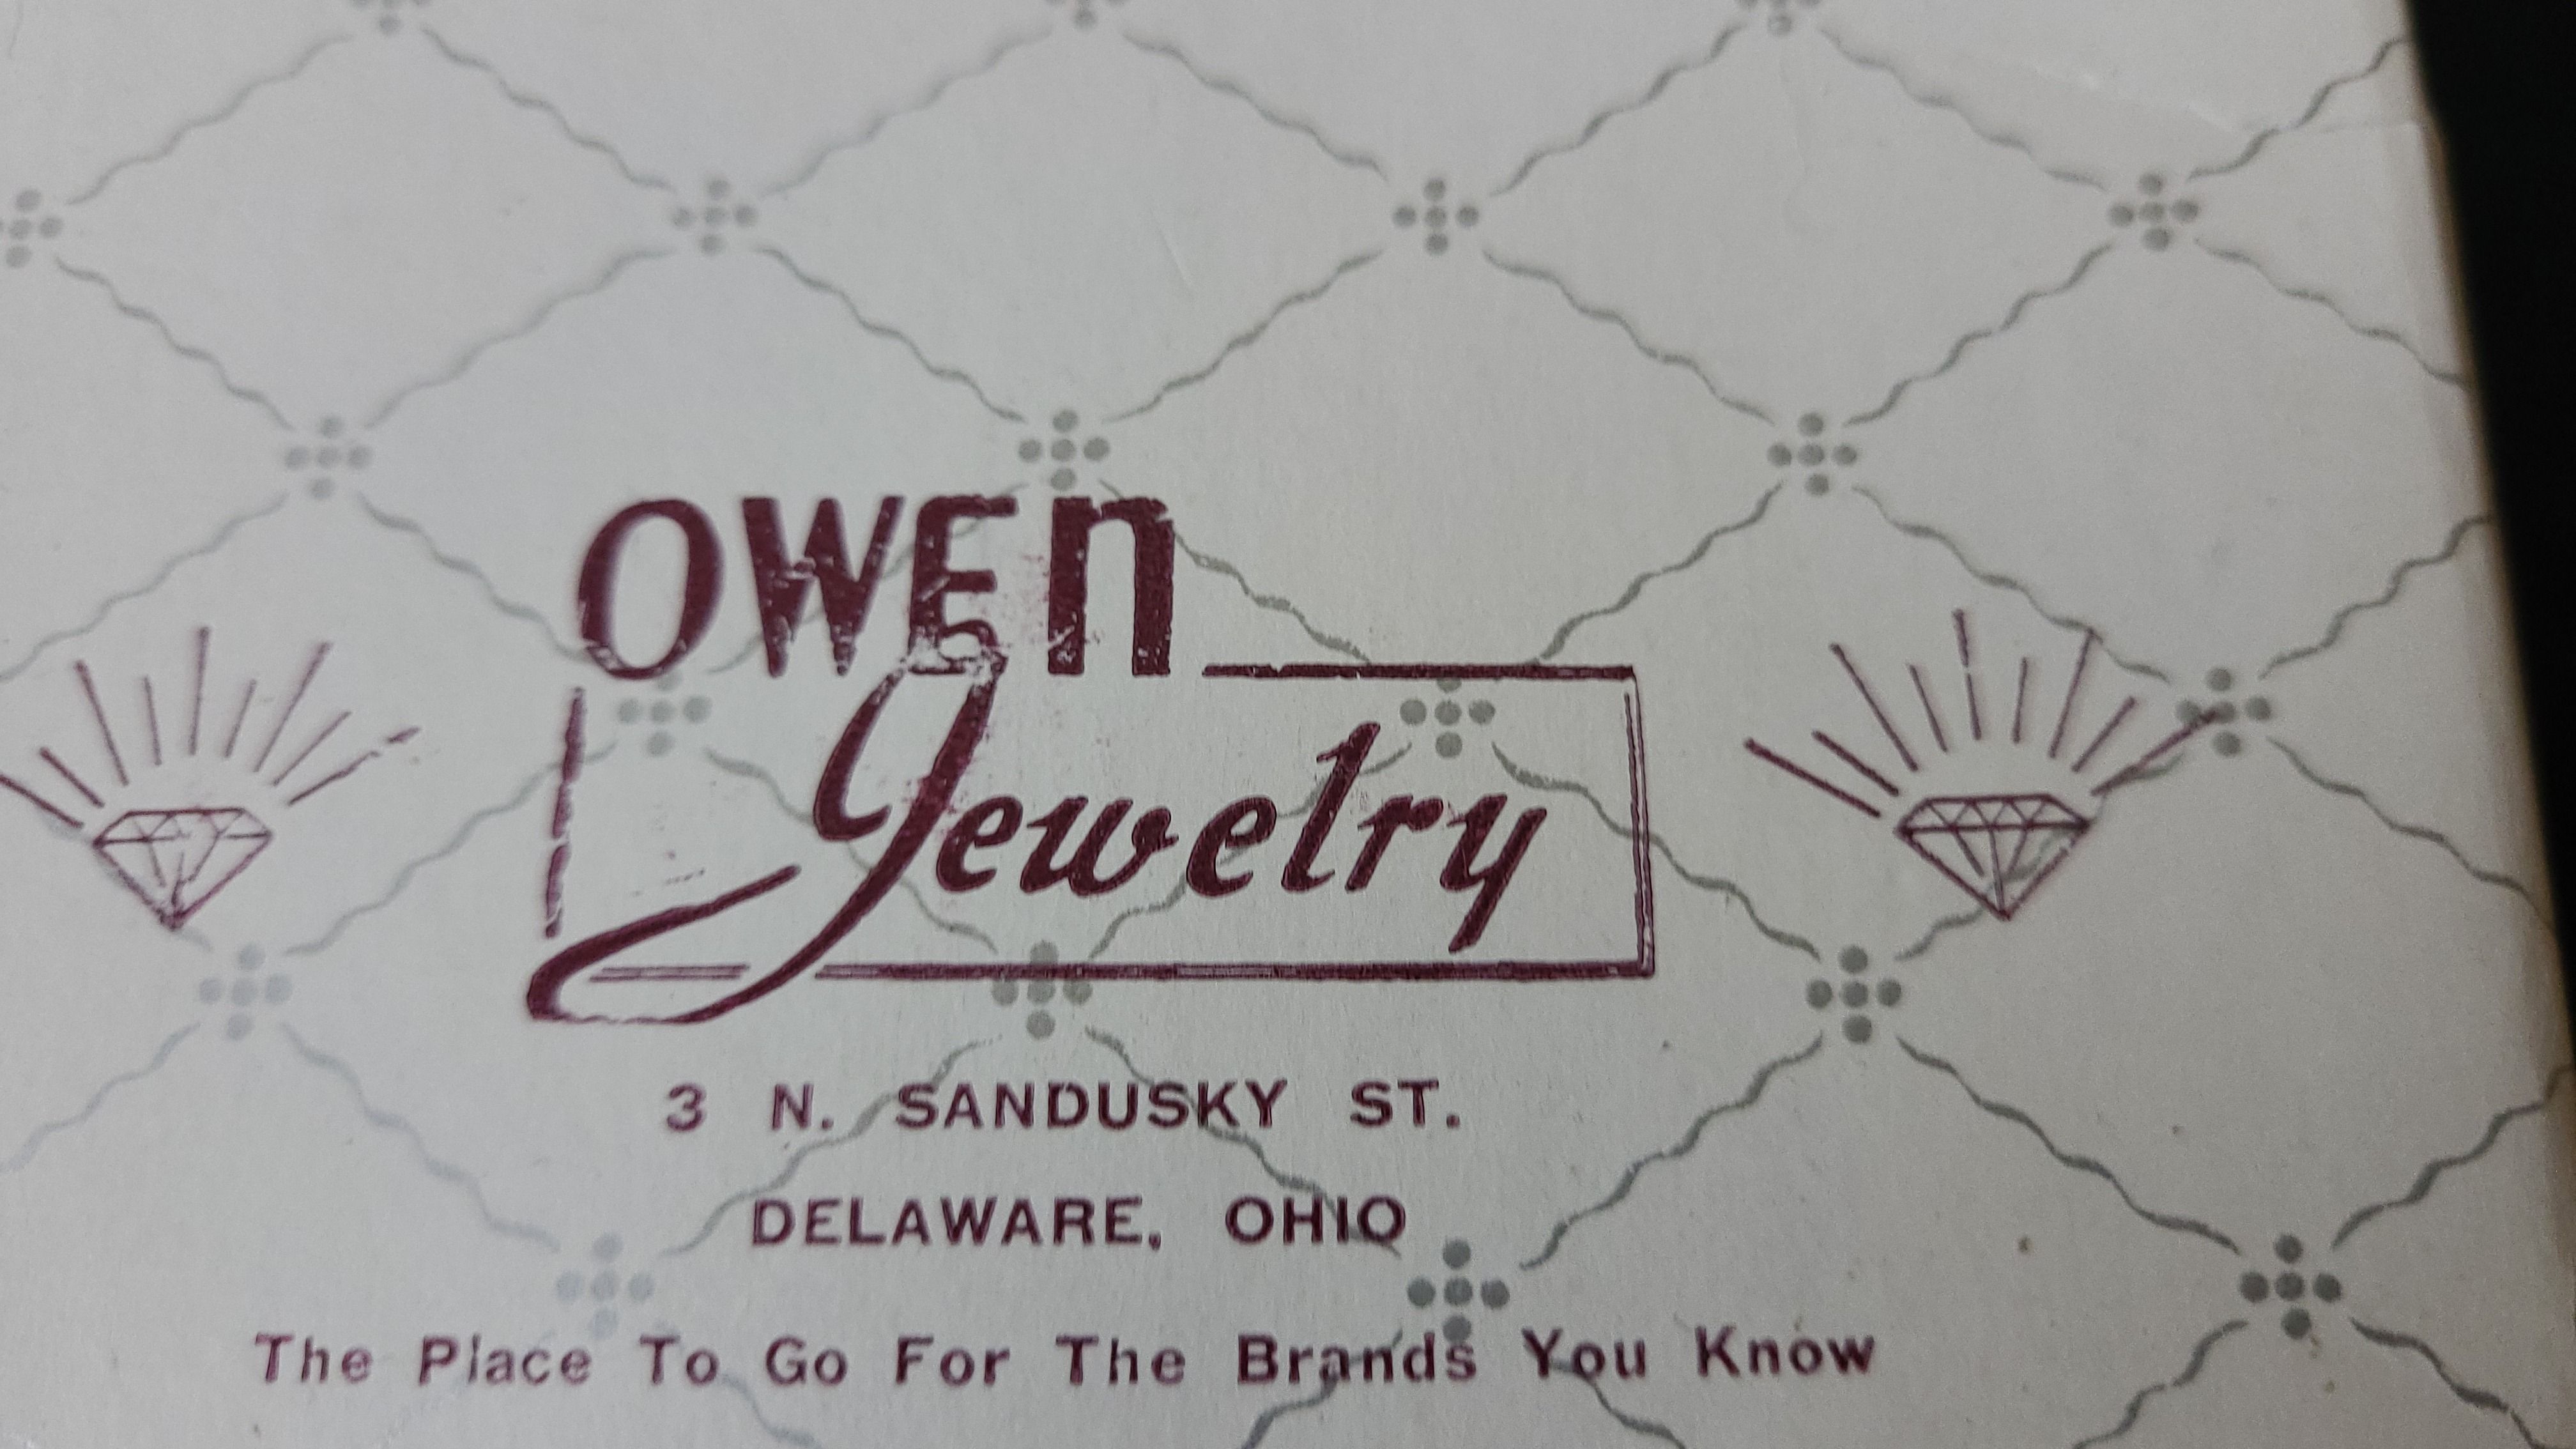 OWEN
Jewelry
3 N. SANDUSKY ST.
DELAWARE, OHIO
The Place To Go For The Brands You Know